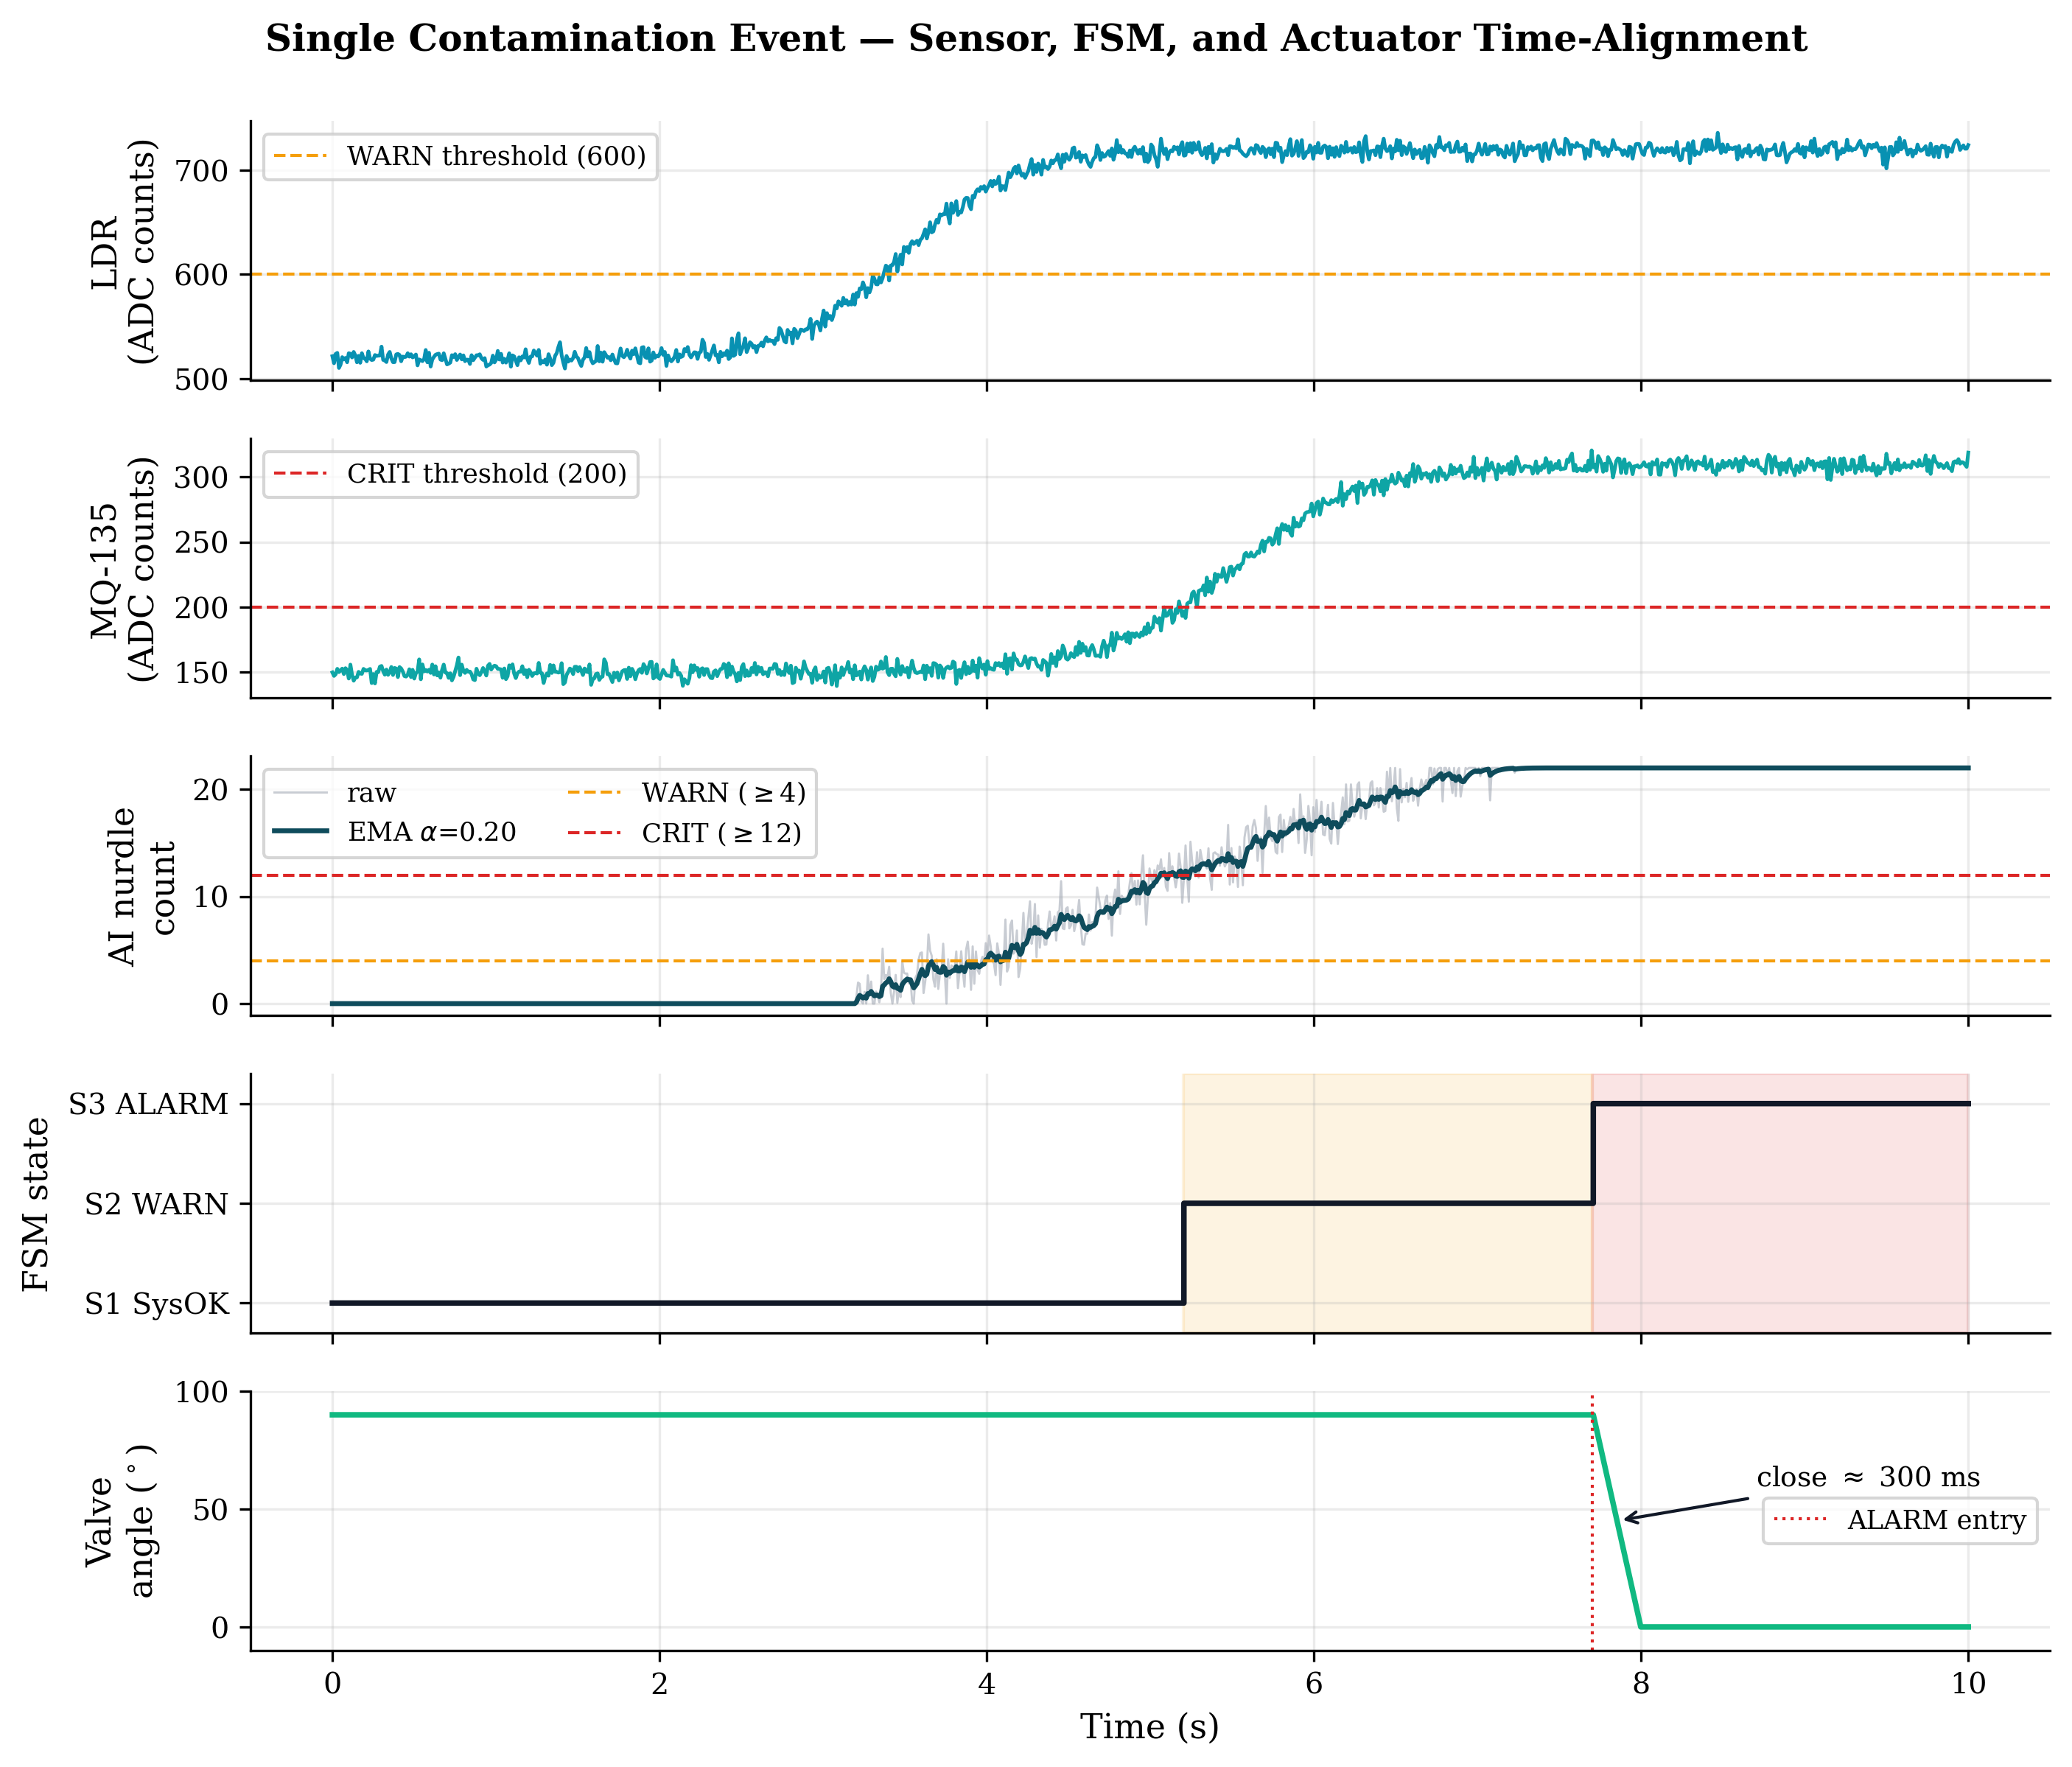 Single Contamination Event — Sensor, FSM, and Actuator Time-Alignment
LDR
(ADC counts)
700
600
500
WARN threshold (600)
MQ-135
(ADC counts)
300
250
200
150
CRIT threshold (200)
AI nurdle
count
20
10
0
raw
EMA α=0.20
WARN (≥4)
CRIT (≥12)
FSM state
S3 ALARM
S2 WARN
S1 SysOK
Valve
angle (°)
100
50
0
close ≈ 300 ms
ALARM entry
0 2 4 6 8 10
Time (s)